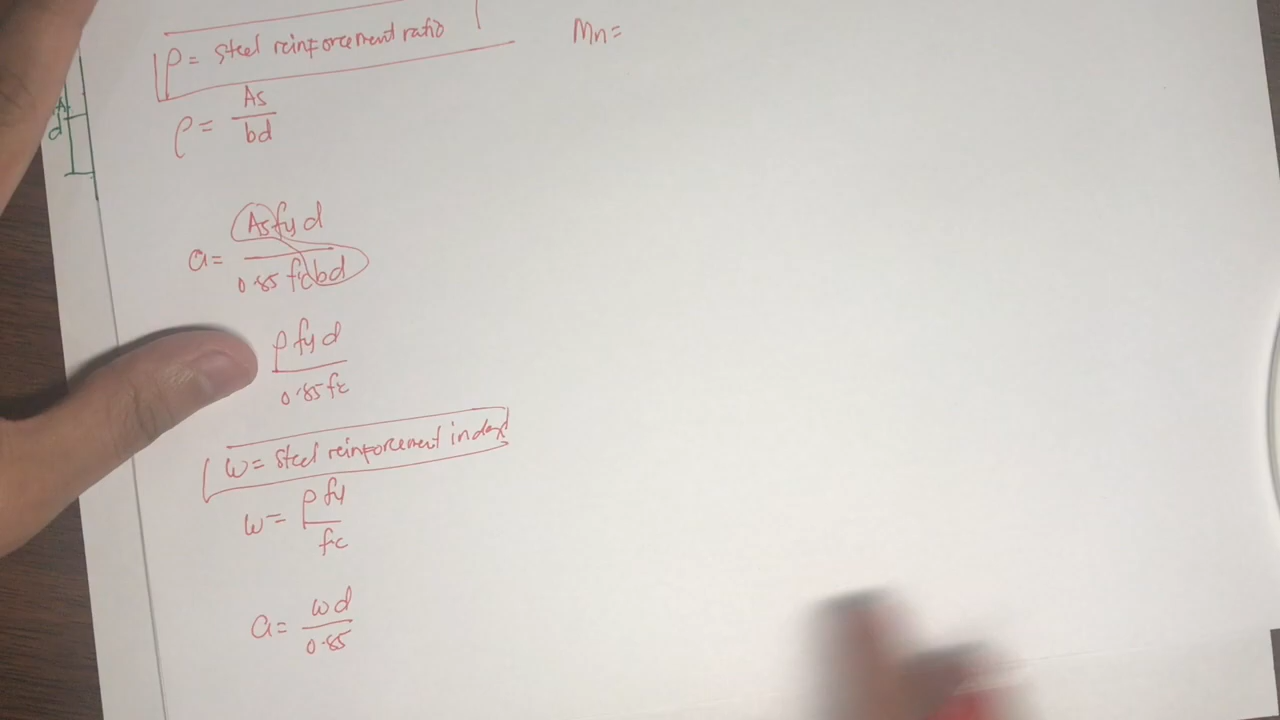 ρ = steel reinforcement ratio
Mn=
ρ = As/bd
a = As fy d / 0.85 fc bd
ρ fy d / 0.85 fc
ω = steel reinforcement index
ω = ρ fy / fc
a = ωd / 0.85
d